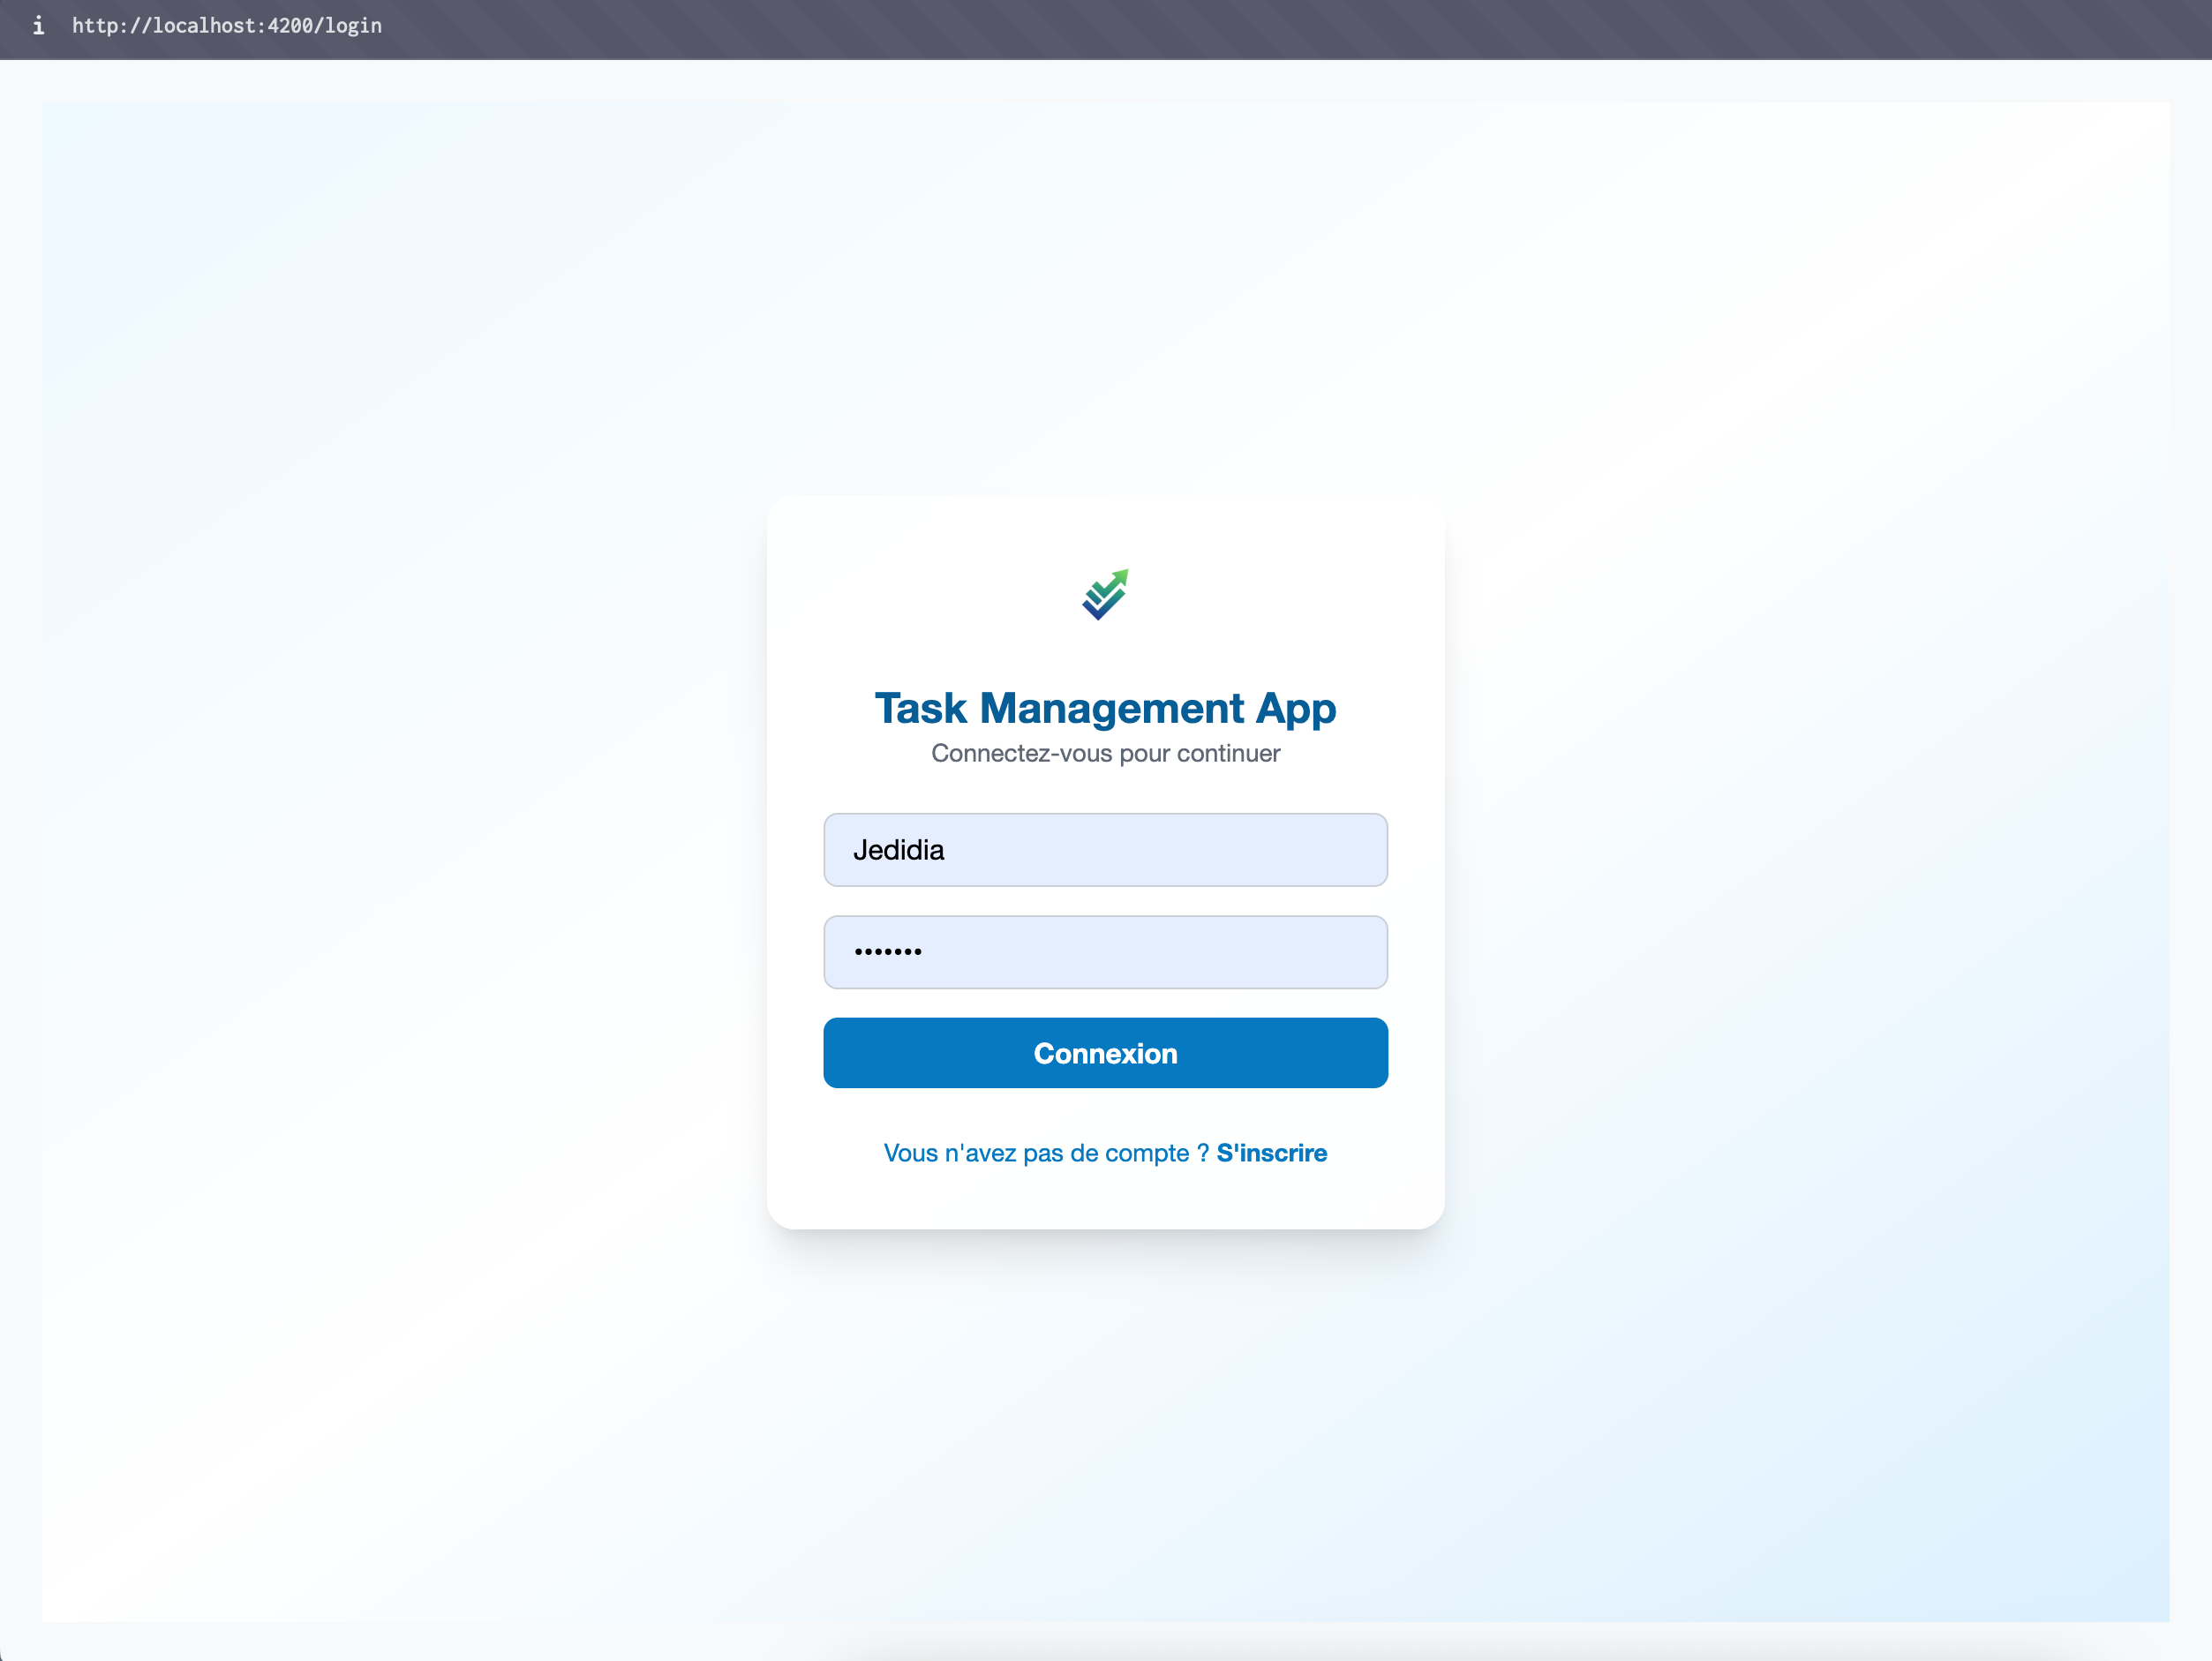 http://localhost:4200/login
Task Management App
Connectez-vous pour continuer
Jedidia
•••••••
Connexion
Vous n'avez pas de compte ? S'inscrire